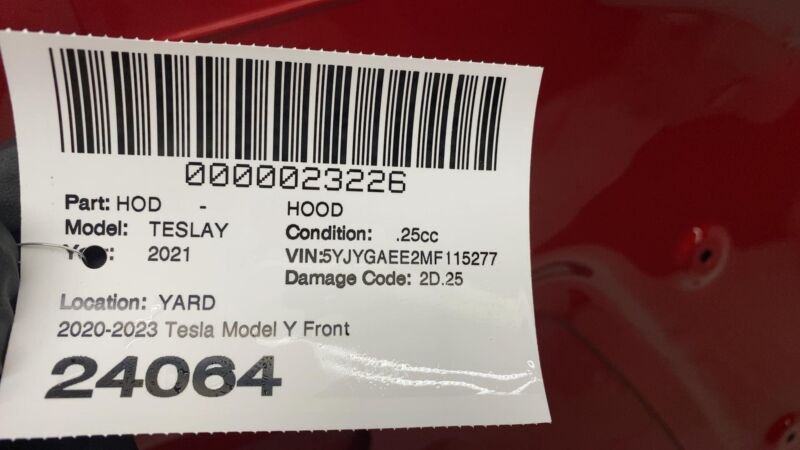 0000023226
Part: HOD - HOOD
Model: TESLAY Condition: .25cc
Year: 2021 VIN:5YJYGAEE2MF115277
Damage Code: 2D.25
Location: YARD
2020-2023 Tesla Model Y Front
24064